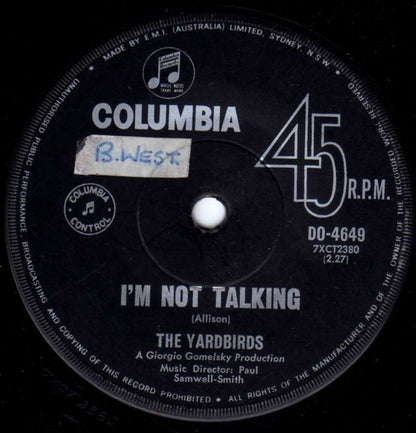 MADE BY E.M.I. (AUSTRALIA) LIMITED, SYDNEY, N.S.W.
COLUMBIA
45
R.P.M.
B. WEST.
COLUMBIA
CONTROL
DO-4649
7XCT2380
(2.27)
I'M NOT TALKING
(Allison)
THE YARDBIRDS
A Giorgio Gomelsky Production
Music Director: Paul
Samwell-Smith
UNAUTHORISED PUBLIC PERFORMANCE, BROADCASTING AND COPYING OF THIS RECORD PROHIBITED • ALL RIGHTS OF THE MANUFACTURER AND OF THE OWNER OF THE RECORDED WORK RESERVED